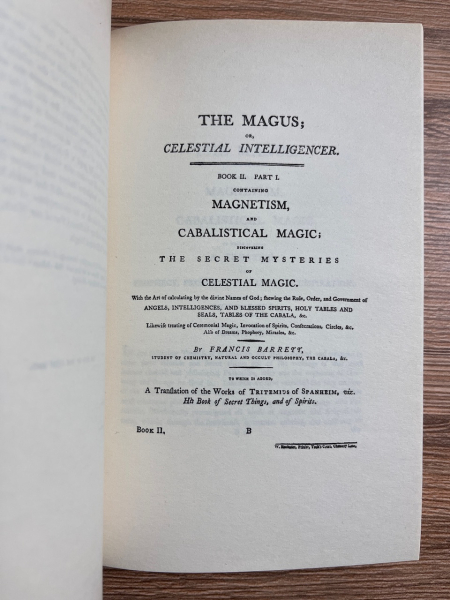 THE MAGUS;
OR,
CELESTIAL INTELLIGENCER.
BOOK II. PART I.
CONTAINING
MAGNETISM,
AND
CABALISTICAL MAGIC;
DISCOVERING
THE SECRET MYSTERIES
OF
CELESTIAL MAGIC.
With the Art of calculating by the divine Names of God; shewing the Rule, Order, and Government of
ANGELS, INTELLIGENCES, AND BLESSED SPIRITS, HOLY TABLES AND
SEALS, TABLES OF THE CABALA, &c.
Likewise treating of Ceremonial Magic, Invocation of Spirits, Consecrations, Circles, &c.
of Dreams, Prophecy, Miracles, &c.
BY FRANCIS BARRETT,
STUDENT OF CHEMISTRY, NATURAL AND OCCULT PHILOSOPHY, THE CABALA, &c.
TO WHICH IS ADDED,
A Translation of the Works of TRITEMIUS of SPANHEIM, viz.
His Book of Secret Things, and of Spirits.
BOOK II, B